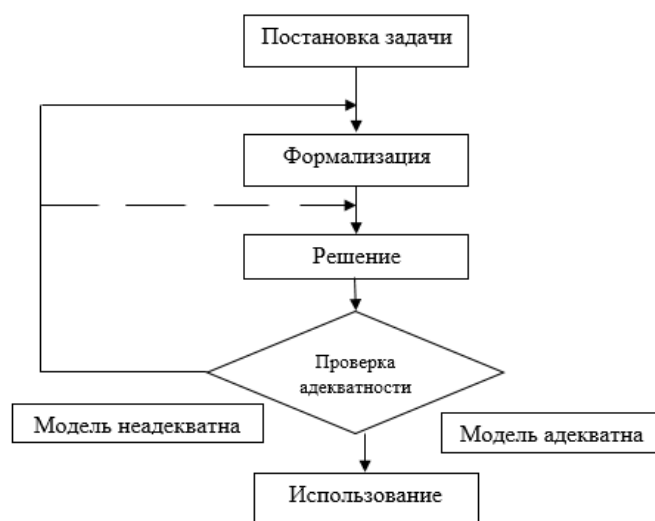 Постановка задачи
Формализация
Решение
Проверка
адекватности
Модель неадекватна
Модель адекватна
Использование